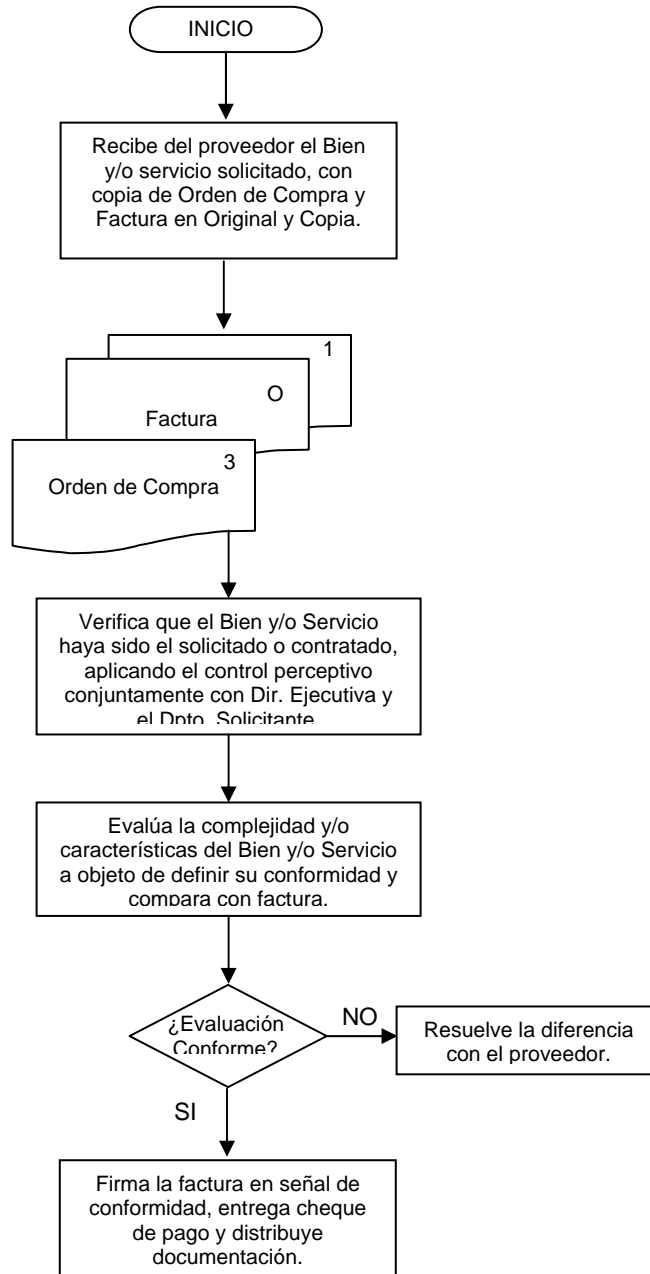 INICIO
Recibe del proveedor el Bien
y/o servicio solicitado, con
copia de Orden de Compra y
Factura en Original y Copia.
1
O
Factura
3
Orden de Compra
Verifica que el Bien y/o Servicio
haya sido el solicitado o contratado,
aplicando el control perceptivo
conjuntamente con Dir. Ejecutiva y
el Dpto. Solicitante
Evalúa la complejidad y/o
características del Bien y/o Servicio
a objeto de definir su conformidad y
compara con factura.
¿Evaluación
Conforme?
NO
Resuelve la diferencia
con el proveedor.
SI
Firma la factura en señal de
conformidad, entrega cheque
de pago y distribuye
documentación.